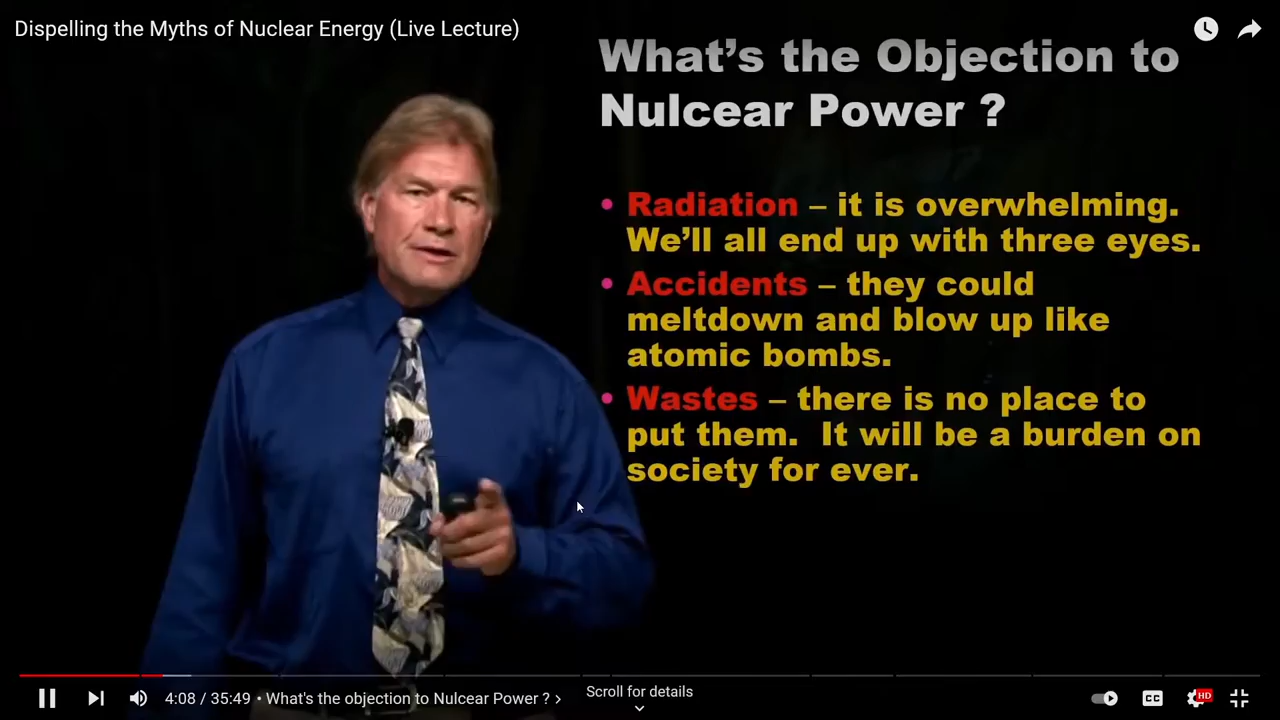 Dispelling the Myths of Nuclear Energy (Live Lecture)
What's the Objection to
Nulcear Power ?
• Radiation – it is overwhelming.
We'll all end up with three eyes.
• Accidents – they could
meltdown and blow up like
atomic bombs.
• Wastes – there is no place to
put them.  It will be a burden on
society for ever.
4:08 / 35:49 • What's the objection to Nulcear Power ? ›
Scroll for details
CC
HD